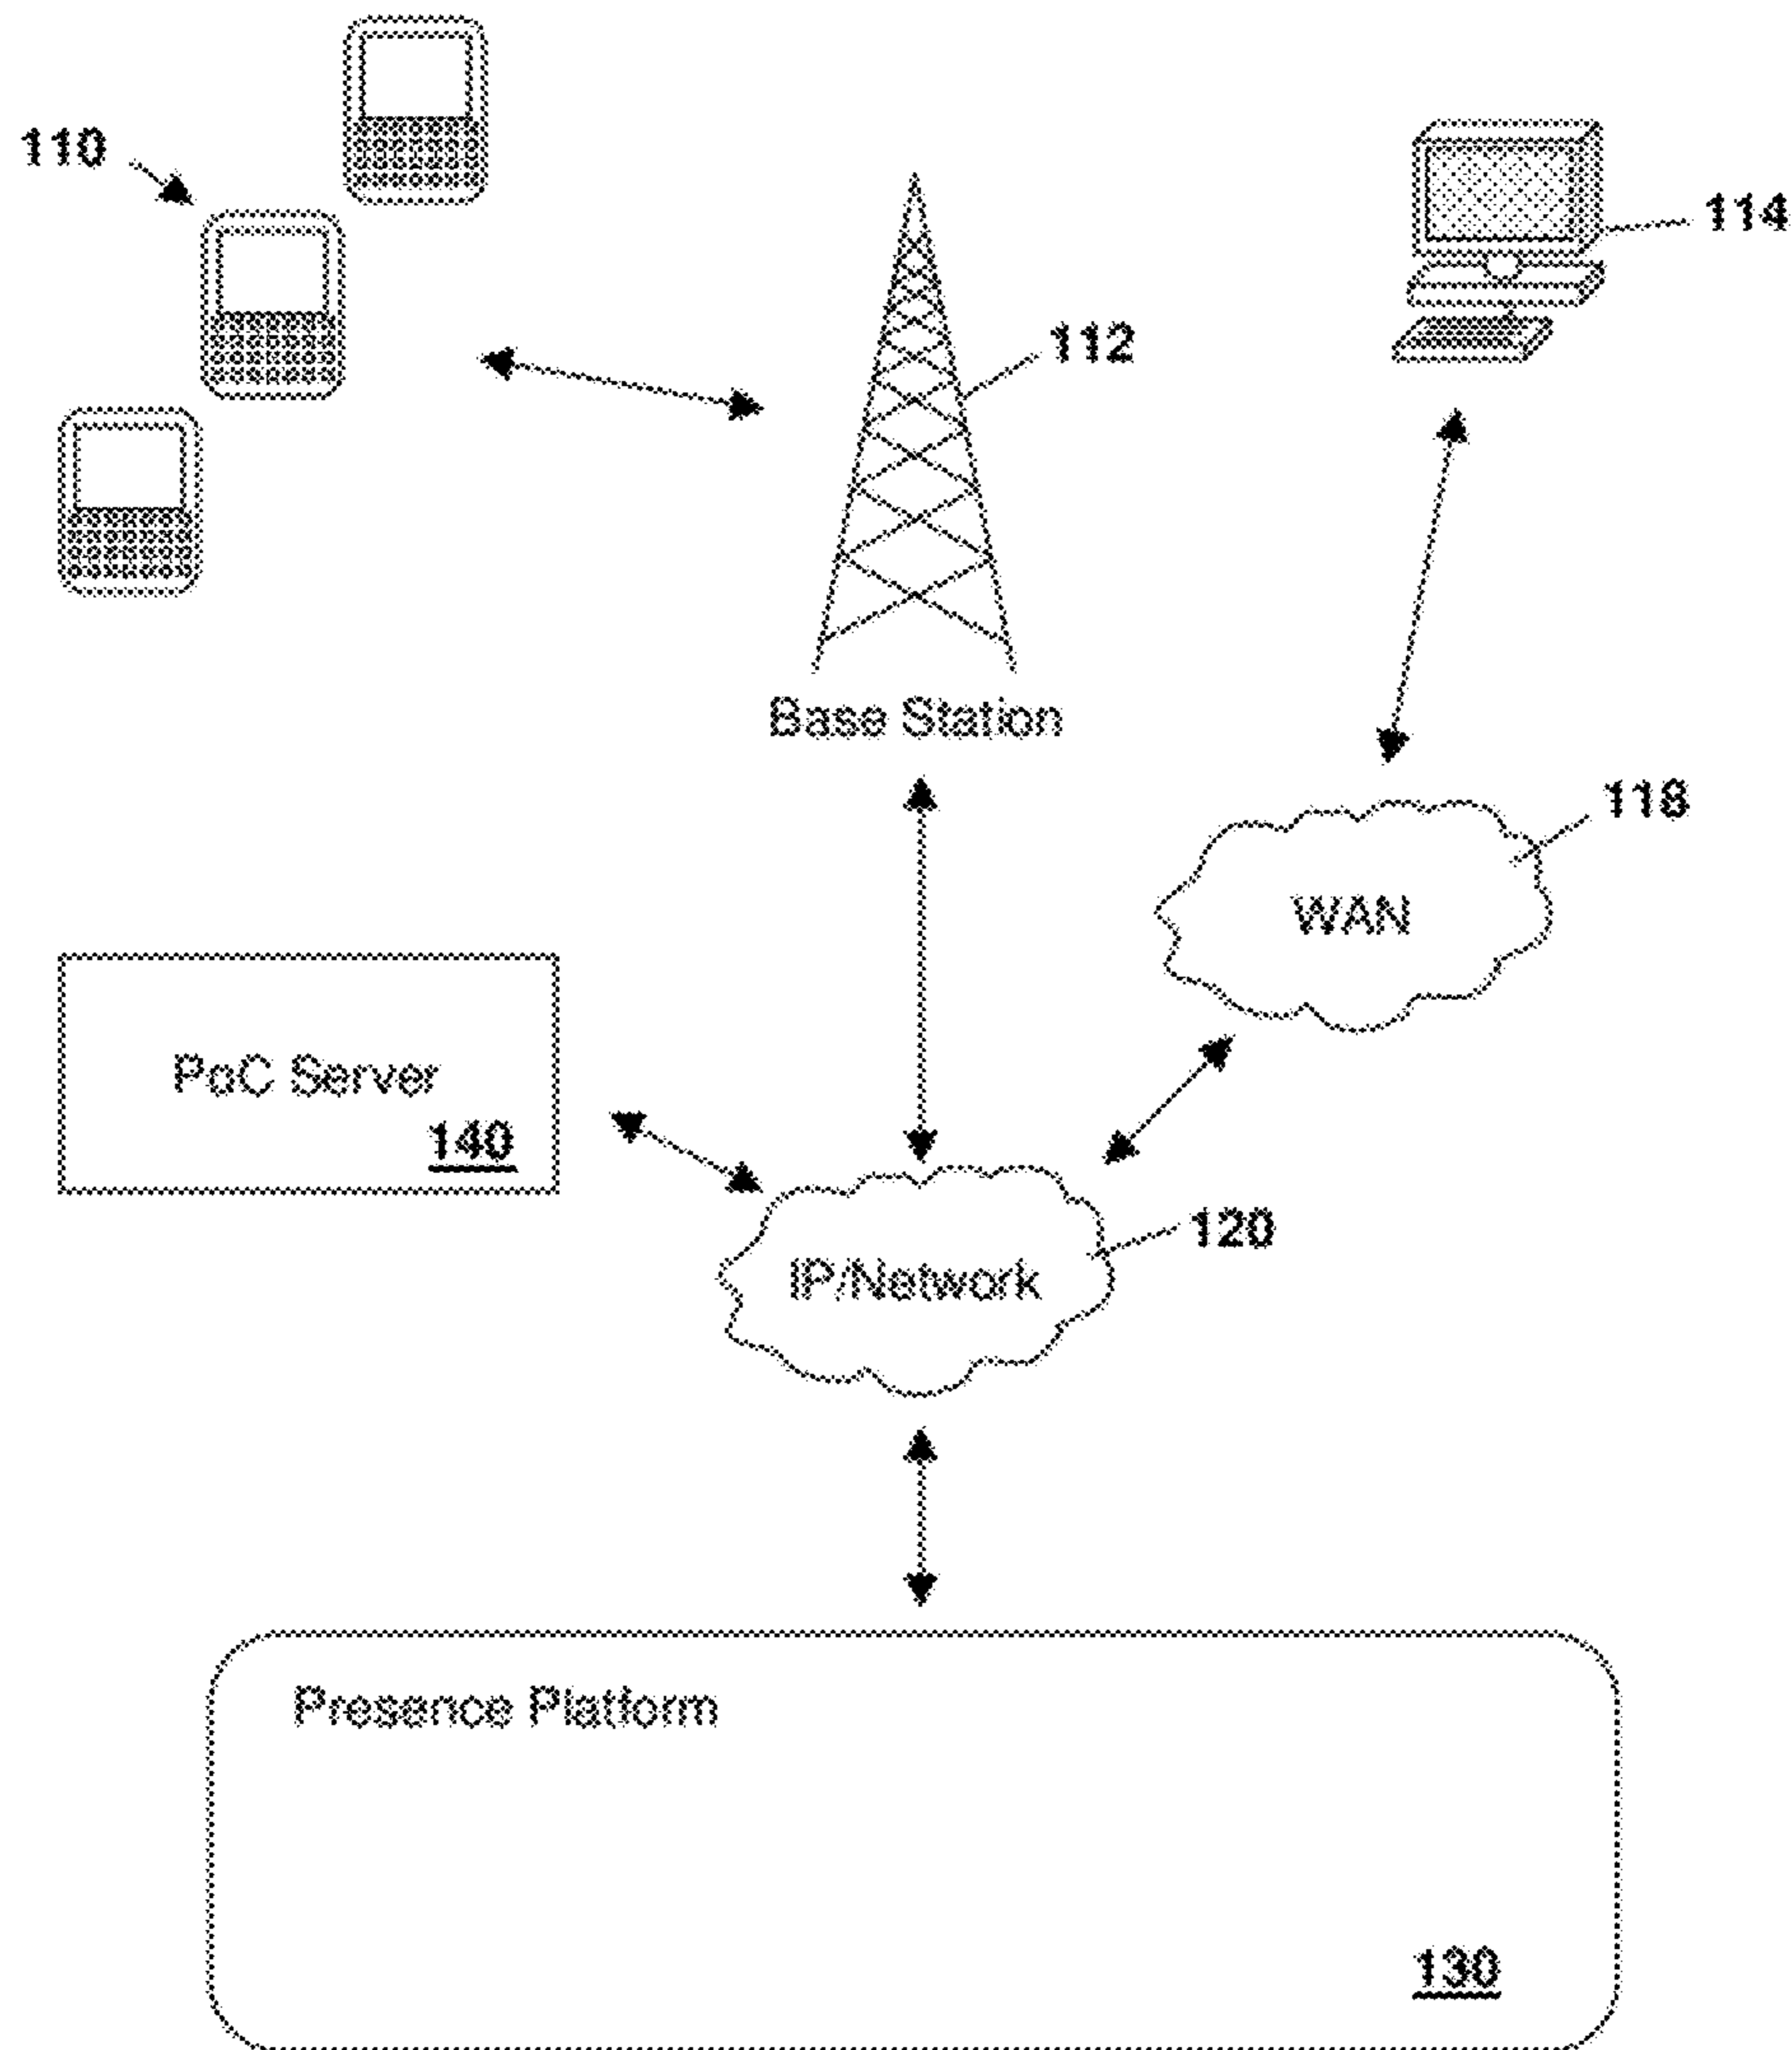 110
114
112
Base Station
118
WAN
PoC Server
140
120
IP/Network
Presence Platform
130